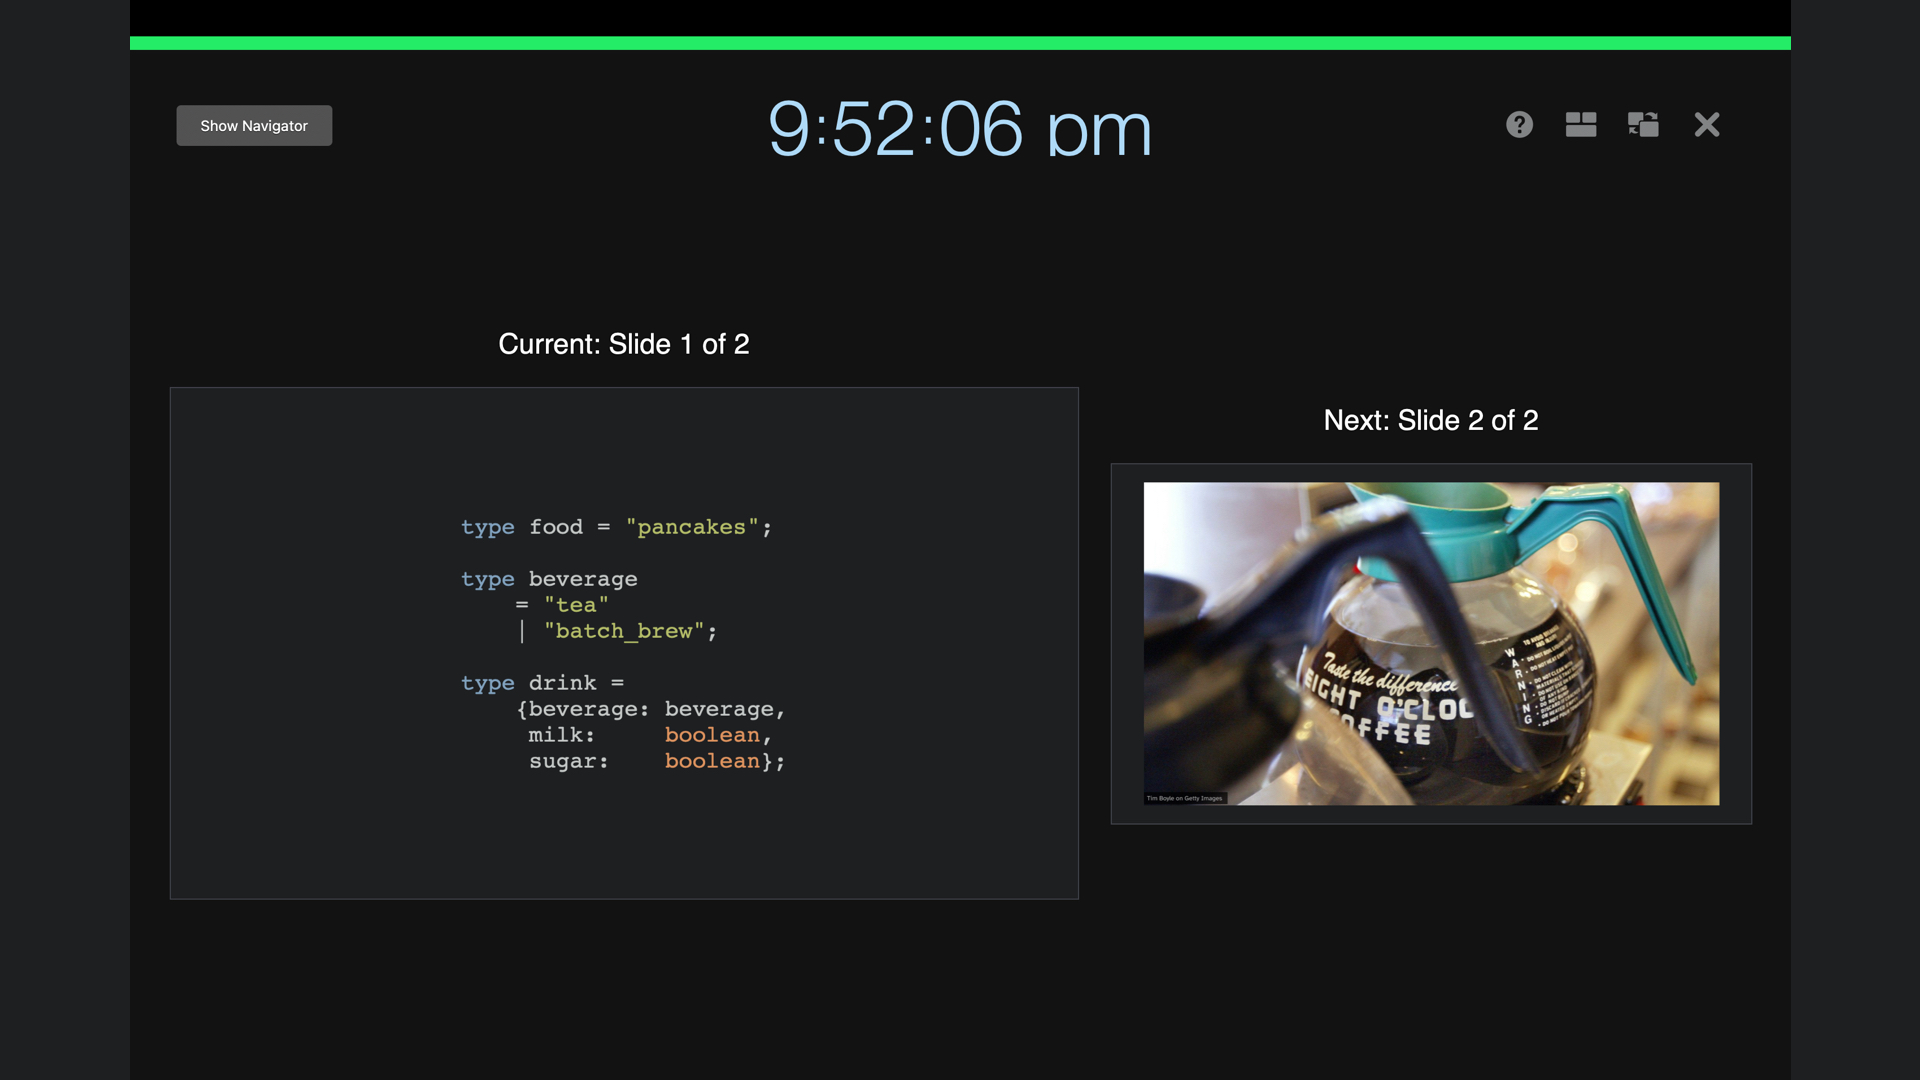 Show Navigator
9:52:06 pm
Current: Slide 1 of 2
type food = "pancakes";
type beverage
= "tea"
| "batch_brew";
type drink =
{beverage: beverage,
milk: boolean,
sugar: boolean};
Next: Slide 2 of 2
Taste the difference
EIGHT O'CLOC
COFFEE
WARNING
Tim Boyle on Getty Images